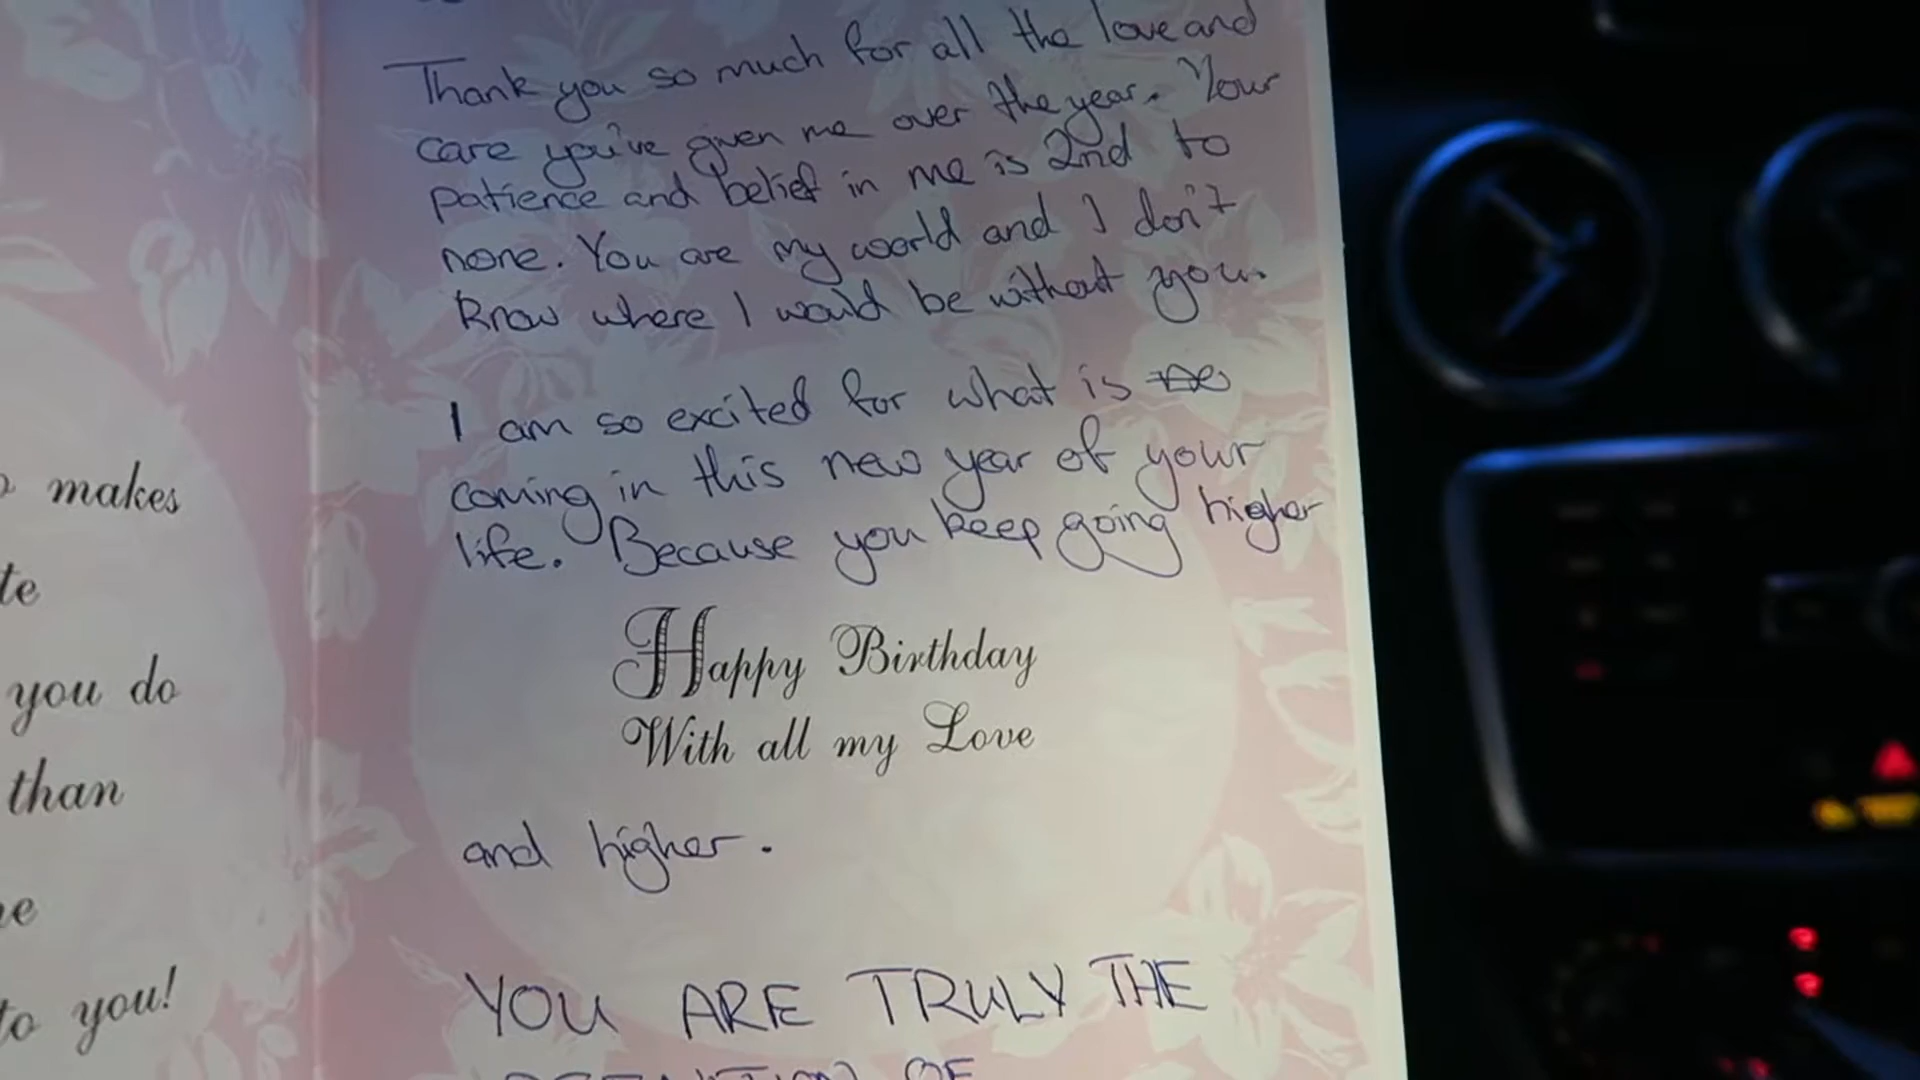 makes
te
you do
than
to you!
Thank you so much for all the love and
care you've given me over the year. Your
patience and belief in me is 2nd to
none. You are my world and I don't
know where I would be without you.
I am so excited for what is
coming in this new year of your
life. Because you keep going higher
Happy Birthday
With all my Love
and higher.
YOU ARE TRULY THE
DEFINITION OF